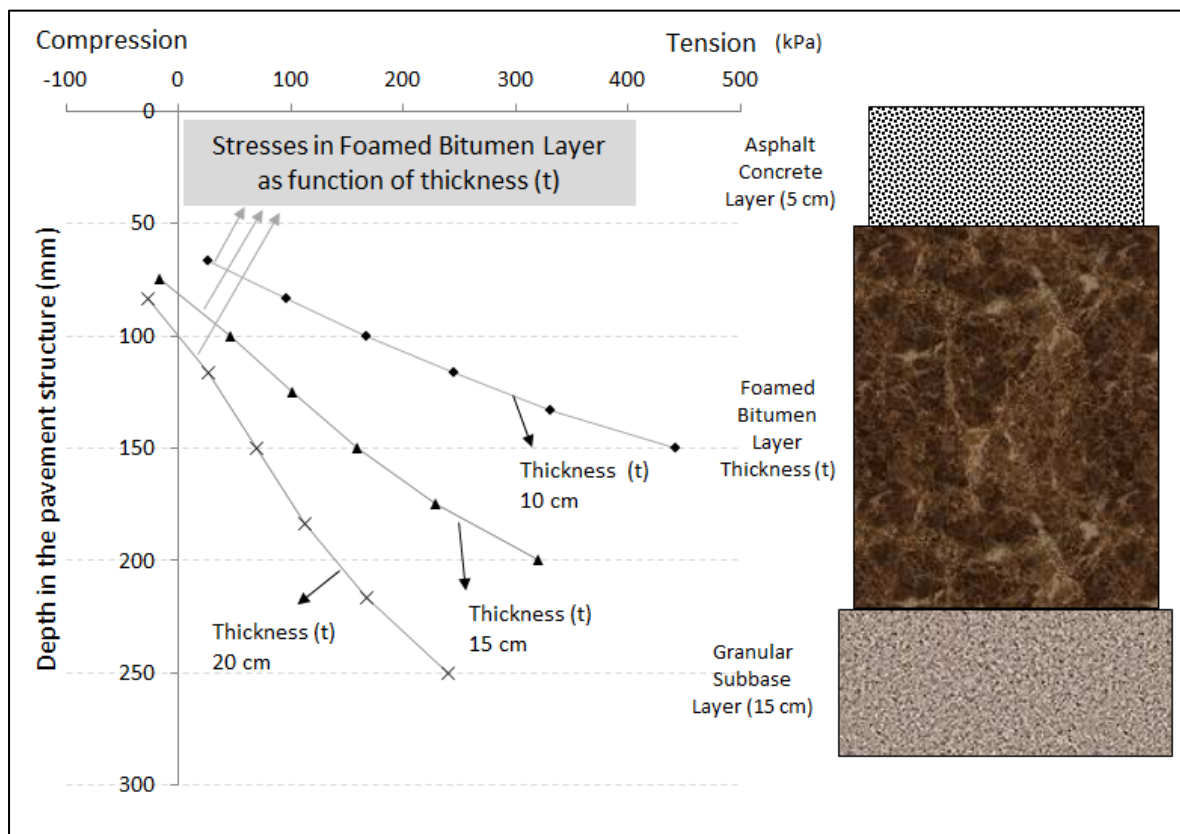 Compression
Tension (kPa)
-100 0 100 200 300 400 500
0
50
100
150
200
250
300
Depth in the pavement structure (mm)
Stresses in Foamed Bitumen Layer
as function of thickness (t)
Thickness (t)
10 cm
Thickness (t)
15 cm
Thickness (t)
20 cm
Asphalt
Concrete
Layer (5 cm)
Foamed
Bitumen
Layer
Thickness (t)
Granular
Subbase
Layer (15 cm)